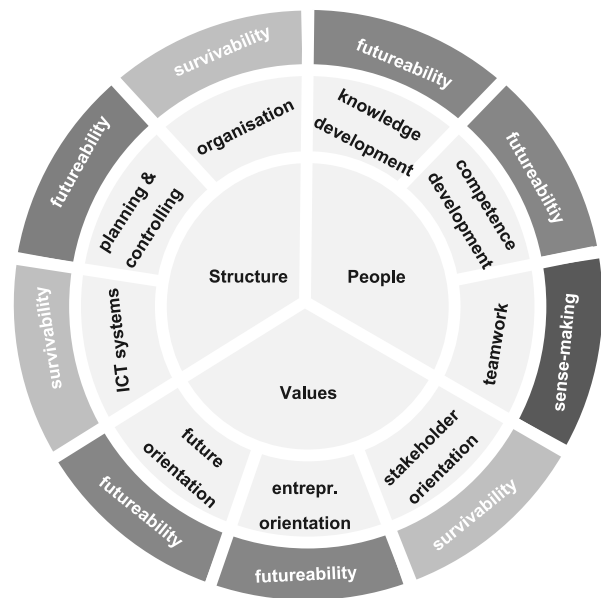 survivability
futureability
futureability
futureabiltiy
survivability
sense-making
futureability
futureability
survivability
organisation
knowledge
development
planning &
controlling
competence
development
ICT systems
teamwork
future
orientation
entrepr.
orientation
stakeholder
orientation
Structure
People
Values